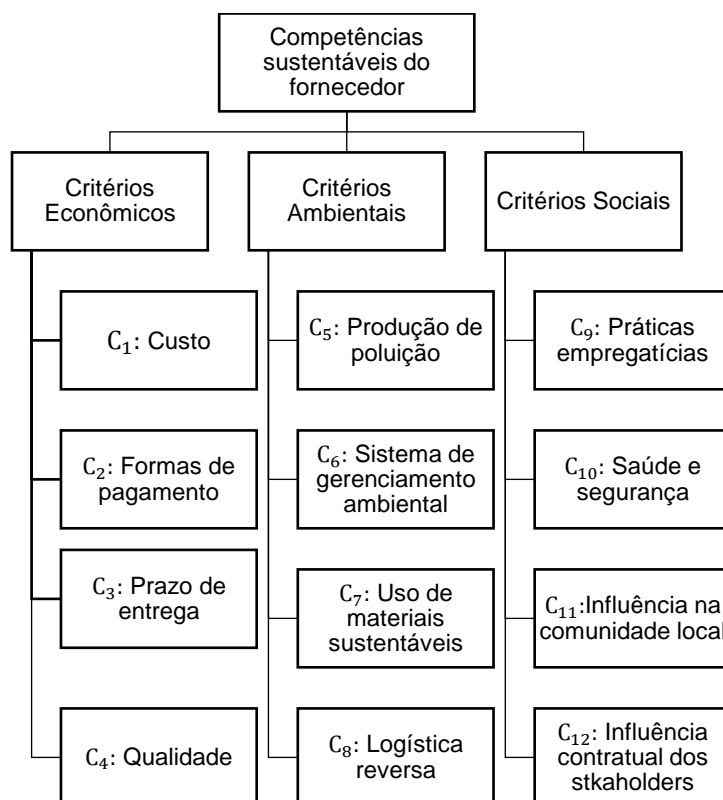 Competências
sustentáveis do
fornecedor
Critérios
Econômicos
Critérios
Ambientais
Critérios Sociais
C₁: Custo
C₂: Formas de
pagamento
C₃: Prazo de
entrega
C₄: Qualidade
C₅: Produção de
poluição
C₆: Sistema de
gerenciamento
ambiental
C₇: Uso de
materiais
sustentáveis
C₈: Logística
reversa
C₉: Práticas
empregatícias
C₁₀: Saúde e
segurança
C₁₁:Influência na
comunidade local
C₁₂: Influência
contratual dos
stkaholders